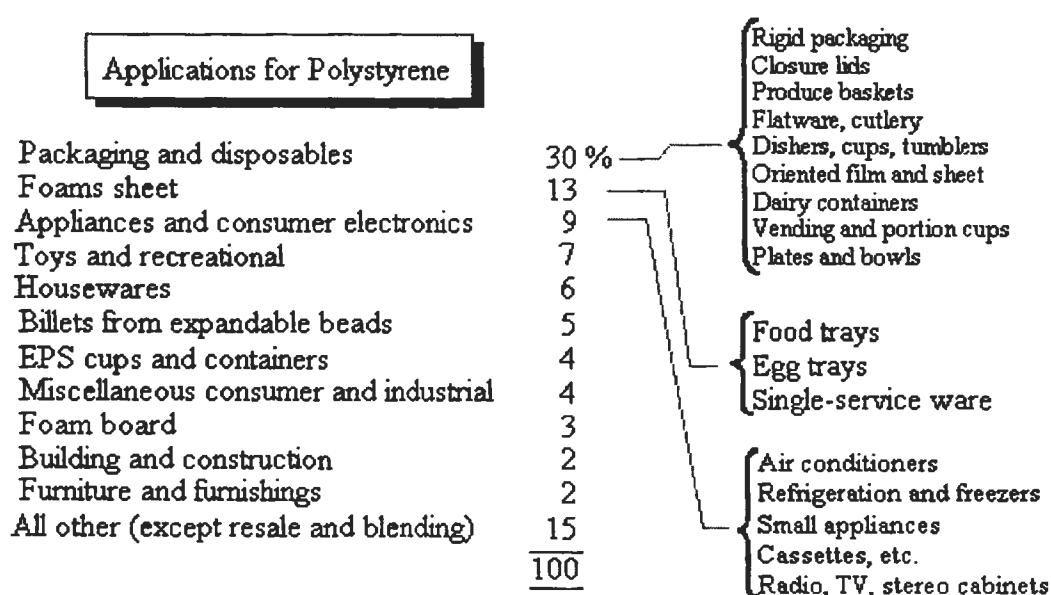 Applications for Polystyrene
Packaging and disposables 30 %
Foams sheet 13
Appliances and consumer electronics 9
Toys and recreational 7
Housewares 6
Billets from expandable beads 5
EPS cups and containers 4
Miscellaneous consumer and industrial 4
Foam board 3
Building and construction 2
Furniture and furnishings 2
All other (except resale and blending) 15
100
Rigid packaging
Closure lids
Produce baskets
Flatware, cutlery
Dishers, cups, tumblers
Oriented film and sheet
Dairy containers
Vending and portion cups
Plates and bowls
Food trays
Egg trays
Single-service ware
Air conditioners
Refrigeration and freezers
Small appliances
Cassettes, etc.
Radio, TV, stereo cabinets